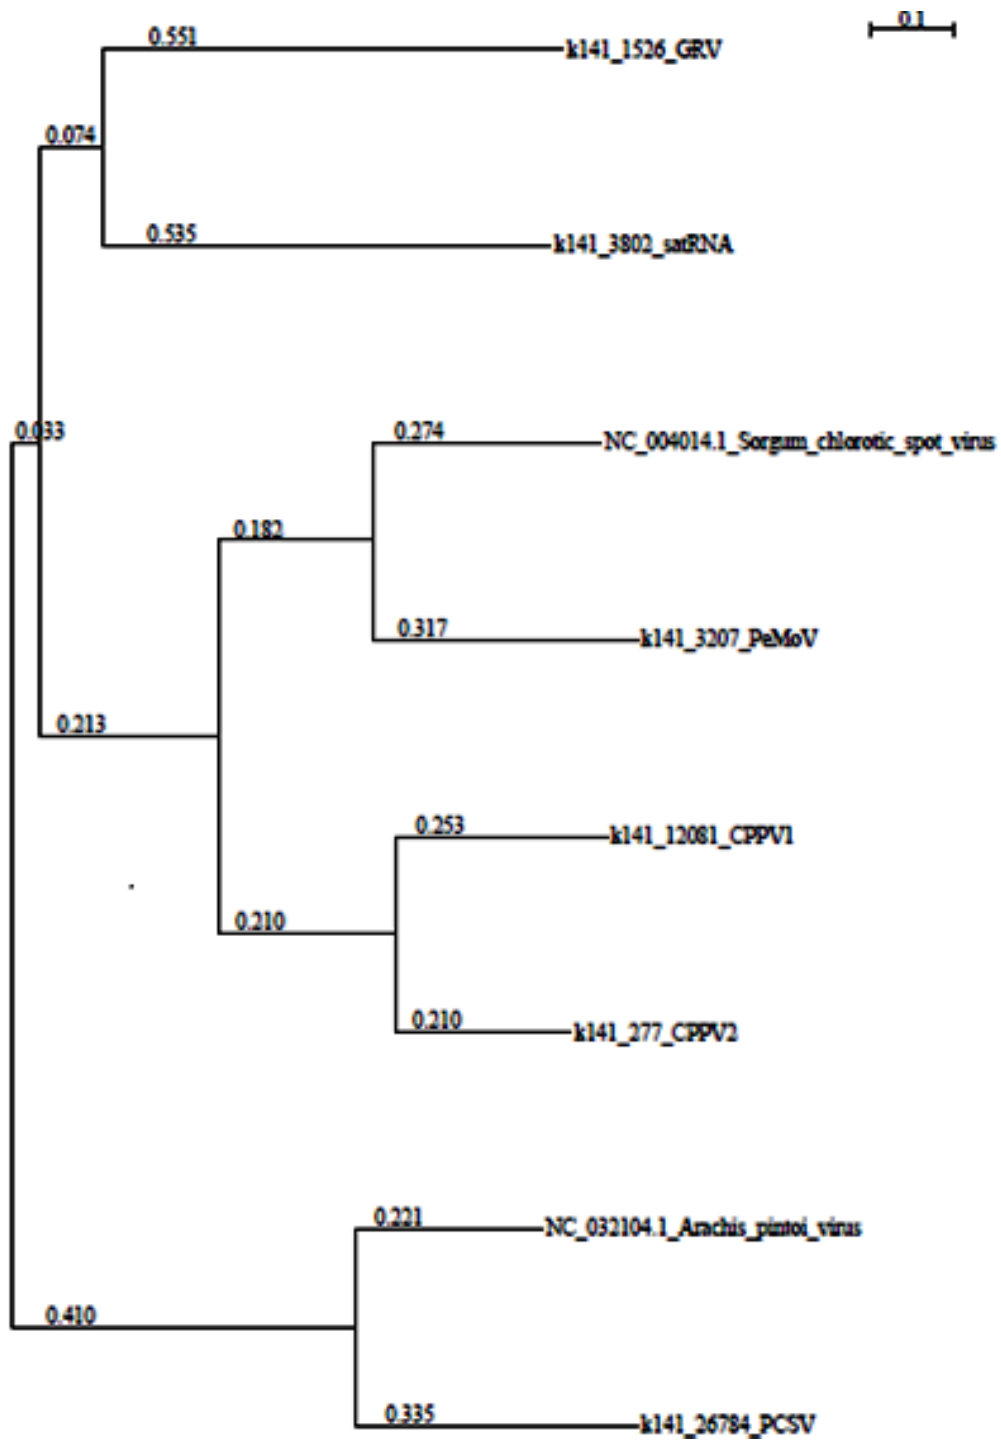 0.1
0.551
k141_1526_GRV
0.074
0.535
k141_3802_satRNA
0.033
0.274
NC_004014.1_Sorgum_chlorotic_spot_virus
0.182
0.317
k141_3207_PeMoV
0.213
0.253
k141_12081_CPPV1
0.210
0.210
k141_277_CPPV2
0.221
NC_032104.1_Arachis_pintoi_virus
0.410
0.335
k141_26784_PCSV